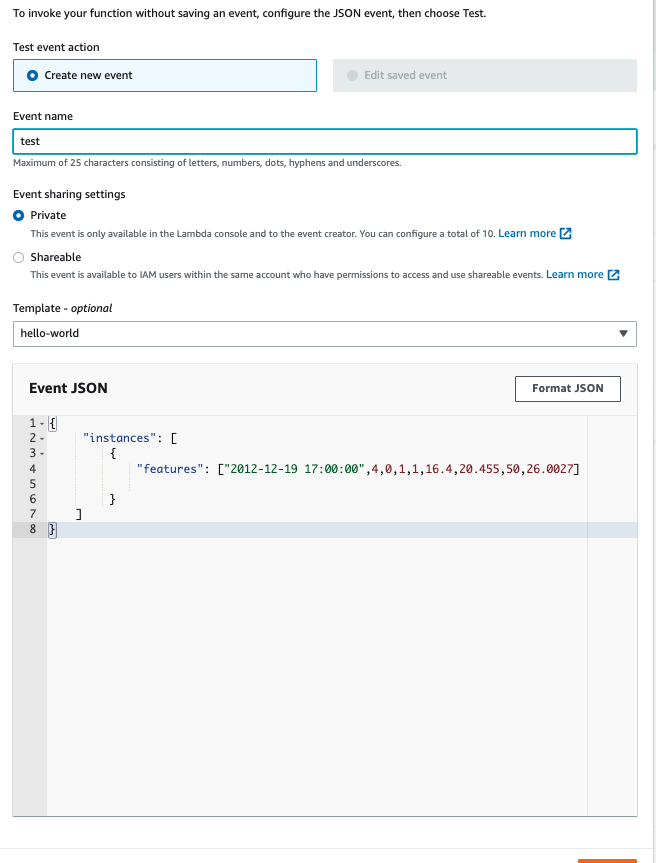 To invoke your function without saving an event, configure the JSON event, then choose Test.
Test event action
Create new event
Edit saved event
Event name
test
Maximum of 25 characters consisting of letters, numbers, dots, hyphens and underscores.
Event sharing settings
Private
This event is only available in the Lambda console and to the event creator. You can configure a total of 10. Learn more
Shareable
This event is available to IAM users within the same account who have permissions to access and use shareable events. Learn more
Template - optional
hello-world
Event JSON
Format JSON
1 {
2 "instances": [
3 {
4 "features": ["2012-12-19 17:00:00",4,0,1,1,16.4,20.455,50,26.0027]
5
6 }
7 ]
8 }